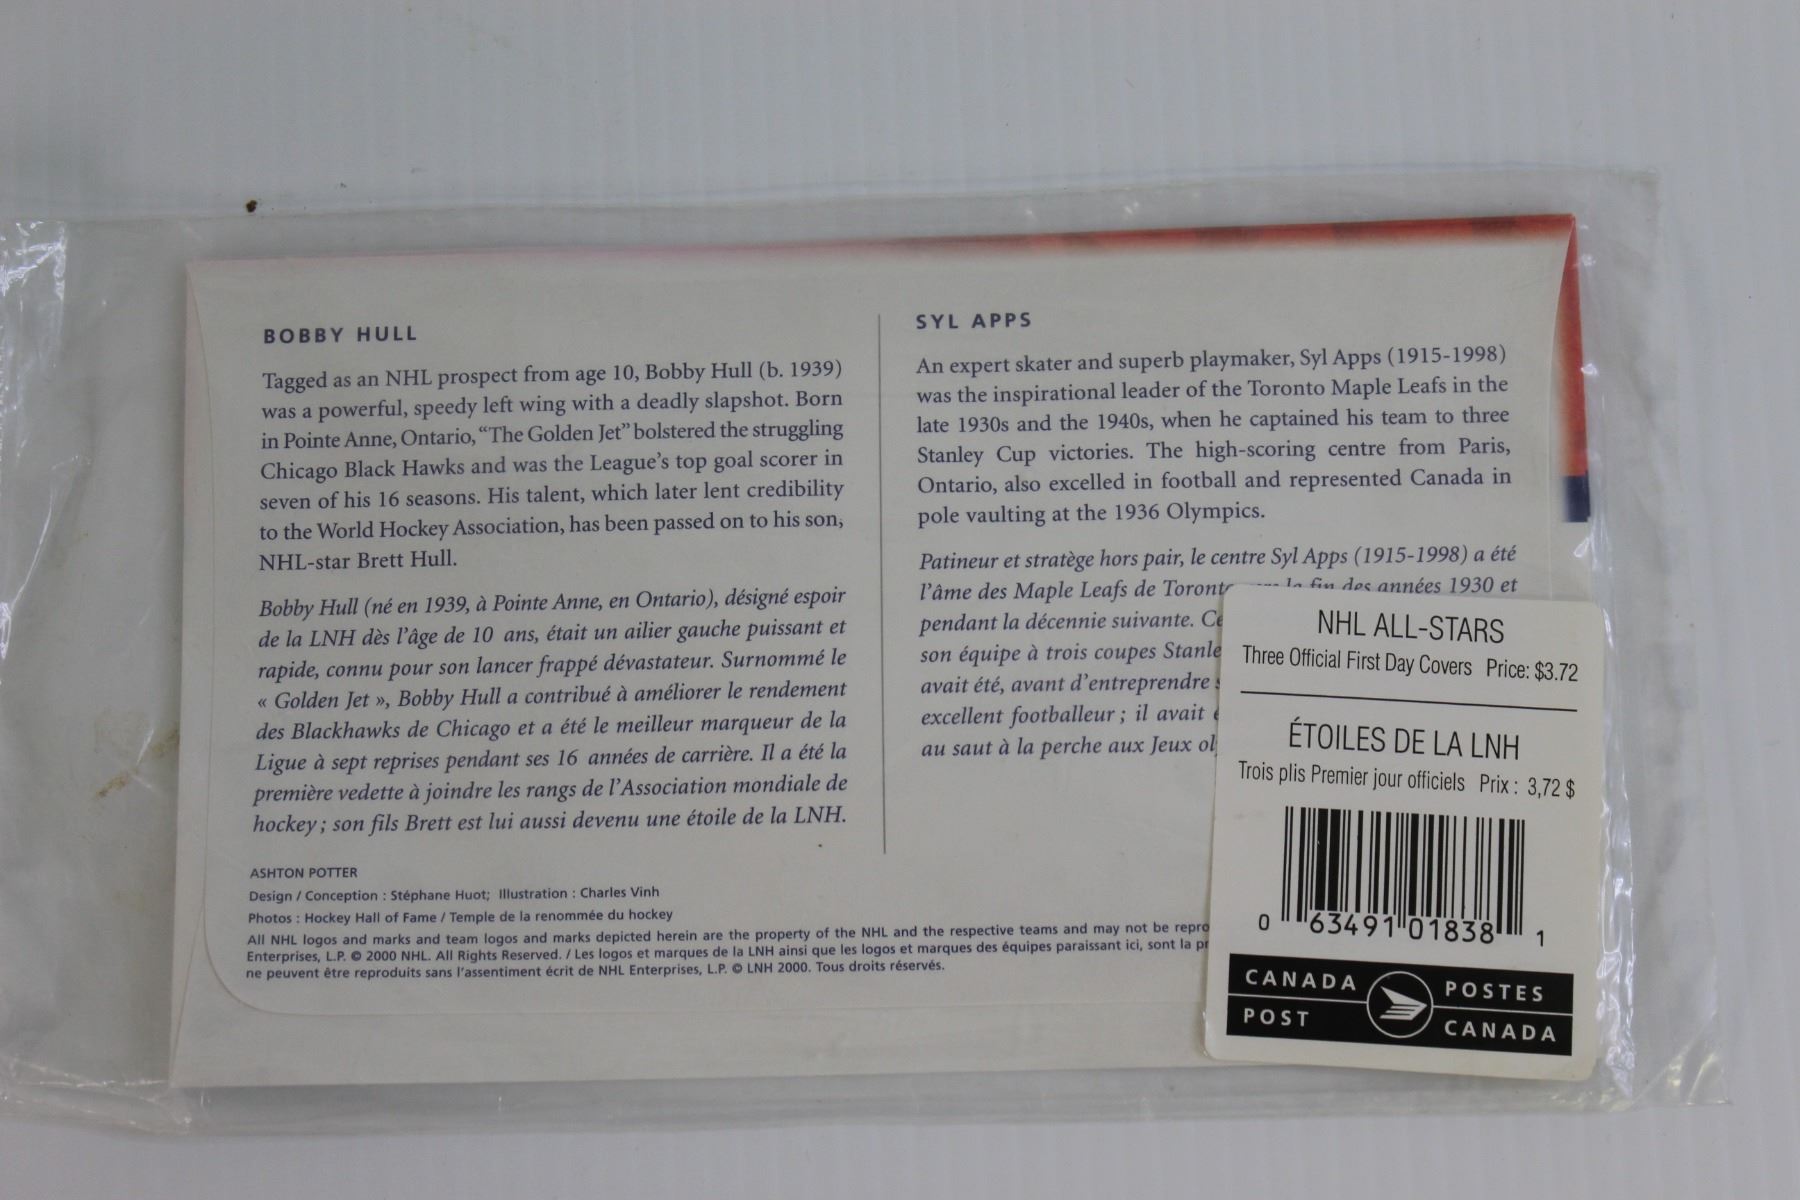 BOBBY HULL
Tagged as an NHL prospect from age 10, Bobby Hull (b. 1939)
was a powerful, speedy left wing with a deadly slapshot. Born
in Pointe Anne, Ontario, “The Golden Jet” bolstered the struggling
Chicago Black Hawks and was the League’s top goal scorer in
seven of his 16 seasons. His talent, which later lent credibility
to the World Hockey Association, has been passed on to his son,
NHL-star Brett Hull.
Bobby Hull (né en 1939, à Pointe Anne, en Ontario), désigné espoir
de la LNH dès l’âge de 10 ans, était un ailier gauche puissant et
rapide, connu pour son lancer frappé dévastateur. Surnommé le
« Golden Jet », Bobby Hull a contribué à améliorer le rendement
des Blackhawks de Chicago et a été le meilleur marqueur de la
Ligue à sept reprises pendant ses 16 années de carrière. Il a été la
première vedette à joindre les rangs de l’Association mondiale de
hockey ; son fils Brett est lui aussi devenu une étoile de la LNH.
SYL APPS
An expert skater and superb playmaker, Syl Apps (1915-1998)
was the inspirational leader of the Toronto Maple Leafs in the
late 1930s and the 1940s, when he captained his team to three
Stanley Cup victories. The high-scoring centre from Paris,
Ontario, also excelled in football and represented Canada in
pole vaulting at the 1936 Olympics.
Patineur et stratège hors pair, le centre Syl Apps (1915-1998) a été
l’âme des Maple Leafs de la fin des années 1930 et
pendant la décennie suivante.
son équipe à trois coupes
avait été, avant d’entreprendre
excellent footballeur ; il avait
au saut à la perche aux Jeux
ASHTON POTTER
Design / Conception : Stéphane Huot; Illustration : Charles Vinh
Photos : Hockey Hall of Fame / Temple de la renommée du hockey
All NHL logos and marks and team logos and marks depicted herein are the property of the NHL and the respective teams and may not be
Enterprises, L.P. © 2000 NHL. All Rights Reserved. / Les logos et marques de la LNH ainsi que les logos et marques des équipes paraissant ici, sont la
ne peuvent être reproduits sans l’assentiment écrit de NHL Enterprises, L.P. © LNH 2000. Tous droits réservés.
NHL ALL-STARS
Three Official First Day Covers Price: $3.72
ÉTOILES DE LA LNH
Trois plis Premier jour officiels Prix : 3,72 $
0 63491 01838 1
CANADA POSTES
POST CANADA